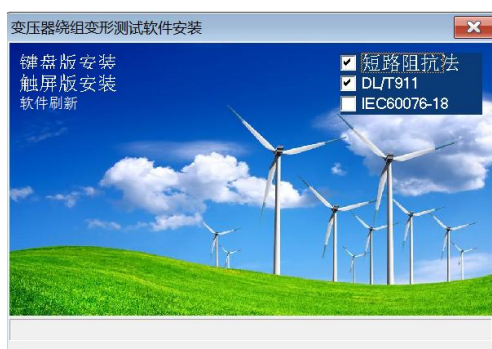 变压器绕组变形测试软件安装
键盘版安装
触屏版安装
软件刷新
短路阻抗法
DL/T911
IEC60076-18